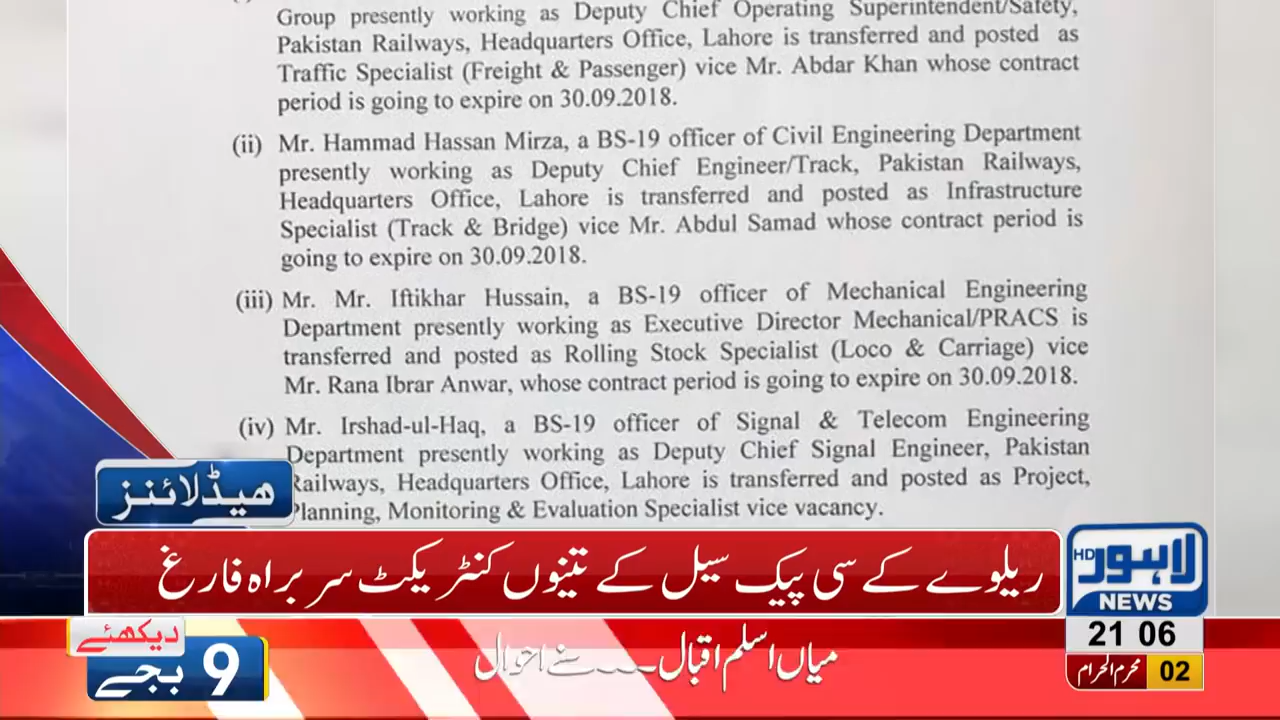 Group presently working as Deputy Chief Operating Superintendent/Safety,
Pakistan Railways, Headquarters Office, Lahore is transferred and posted as
Traffic Specialist (Freight & Passenger) vice Mr. Abdar Khan whose contract
period is going to expire on 30.09.2018.
(ii) Mr. Hammad Hassan Mirza, a BS-19 officer of Civil Engineering Department
presently working as Deputy Chief Engineer/Track, Pakistan Railways,
Headquarters Office, Lahore is transferred and posted as Infrastructure
Specialist (Track & Bridge) vice Mr. Abdul Samad whose contract period is
going to expire on 30.09.2018.
(iii) Mr. Mr. Iftikhar Hussain, a BS-19 officer of Mechanical Engineering
Department presently working as Executive Director Mechanical/PRACS is
transferred and posted as Rolling Stock Specialist (Loco & Carriage) vice
Mr. Rana Ibrar Anwar, whose contract period is going to expire on 30.09.2018.
(iv) Mr. Irshad-ul-Haq, a BS-19 officer of Signal & Telecom Engineering
Department presently working as Deputy Chief Signal Engineer, Pakistan
Railways, Headquarters Office, Lahore is transferred and posted as Project,
Planning, Monitoring & Evaluation Specialist vice vacancy.
ھیڈلائنز
ریلوے کے سی پیک سیل کے تینوں کنٹریکٹ سربراہ فارغ
لاہور HD
NEWS
21 06
محرم الحرام 02
دیکھئے
9 بجے
میاں اسلم اقبال۔۔۔۔سنئے احوال